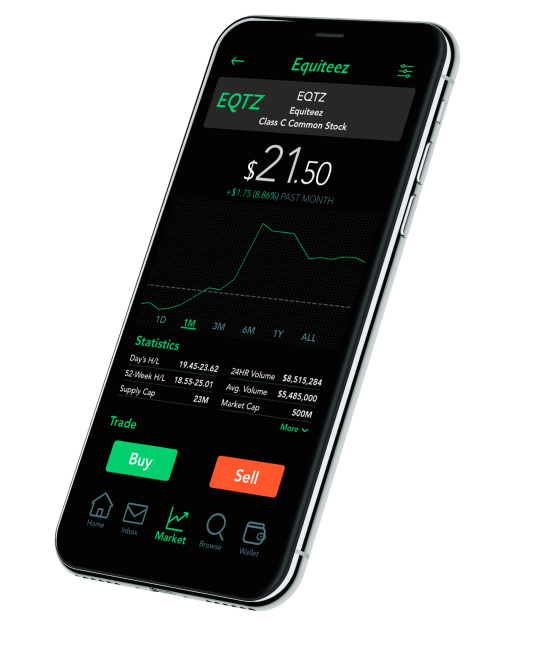 Equiteez
EQTZ
EQTZ
Equiteez
Class C Common Stock
$21.50
+$1.75 (8.86%) PAST MONTH
1D 1M 3M 6M 1Y ALL
Statistics
Day's H/L 19.45-23.62 24HR Volume $8,515,284
52-Week H/L 18.55-25.01 Avg. Volume $5,485,000
Supply Cap 23M Market Cap 500M
More
Trade
Buy Sell
Home Inbox Market Browse Wallet